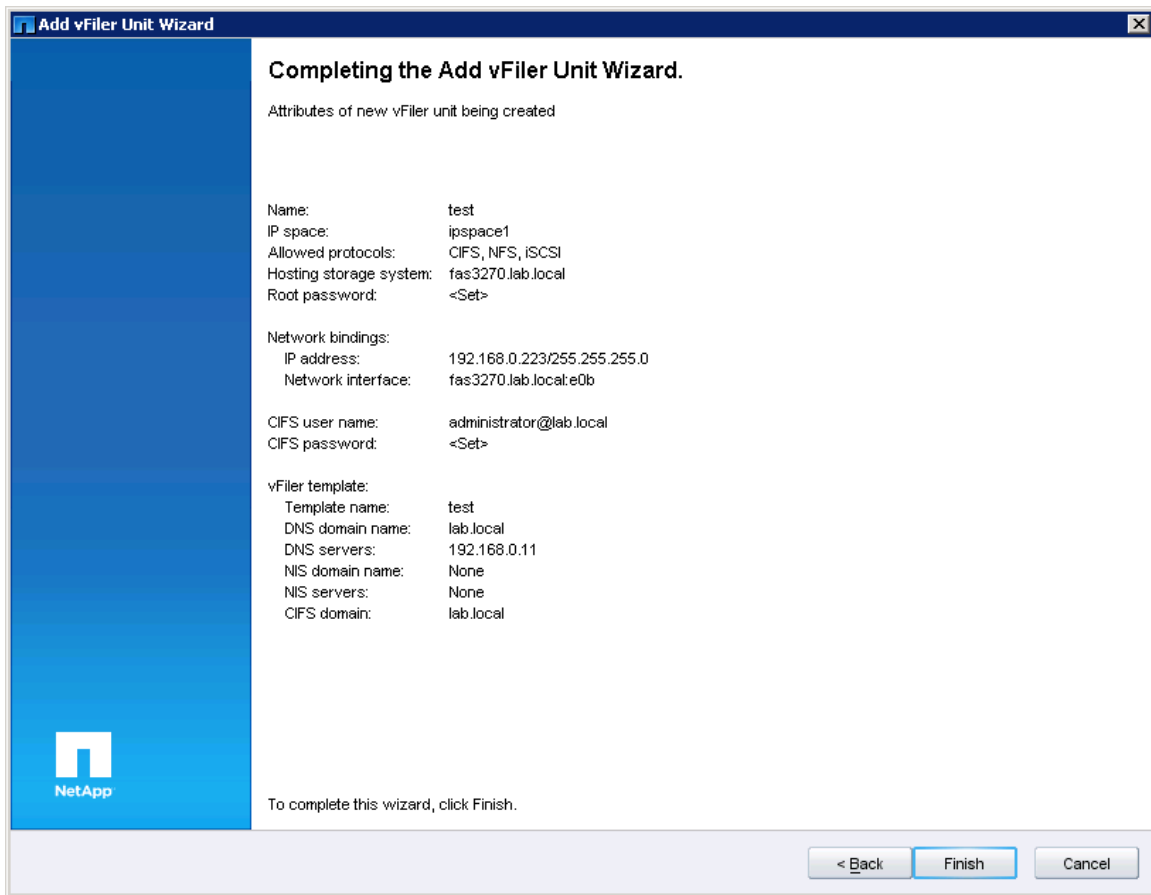 Add vFiler Unit Wizard
Completing the Add vFiler Unit Wizard.
Attributes of new vFiler unit being created
Name: test
IP space: ipspace1
Allowed protocols: CIFS, NFS, iSCSI
Hosting storage system: fas3270.lab.local
Root password: <Set>
Network bindings:
IP address: 192.168.0.223/255.255.255.0
Network interface: fas3270.lab.local:e0b
CIFS user name: administrator@lab.local
CIFS password: <Set>
vFiler template:
Template name: test
DNS domain name: lab.local
DNS servers: 192.168.0.11
NIS domain name: None
NIS servers: None
CIFS domain: lab.local
NetApp
To complete this wizard, click Finish.
< Back Finish Cancel